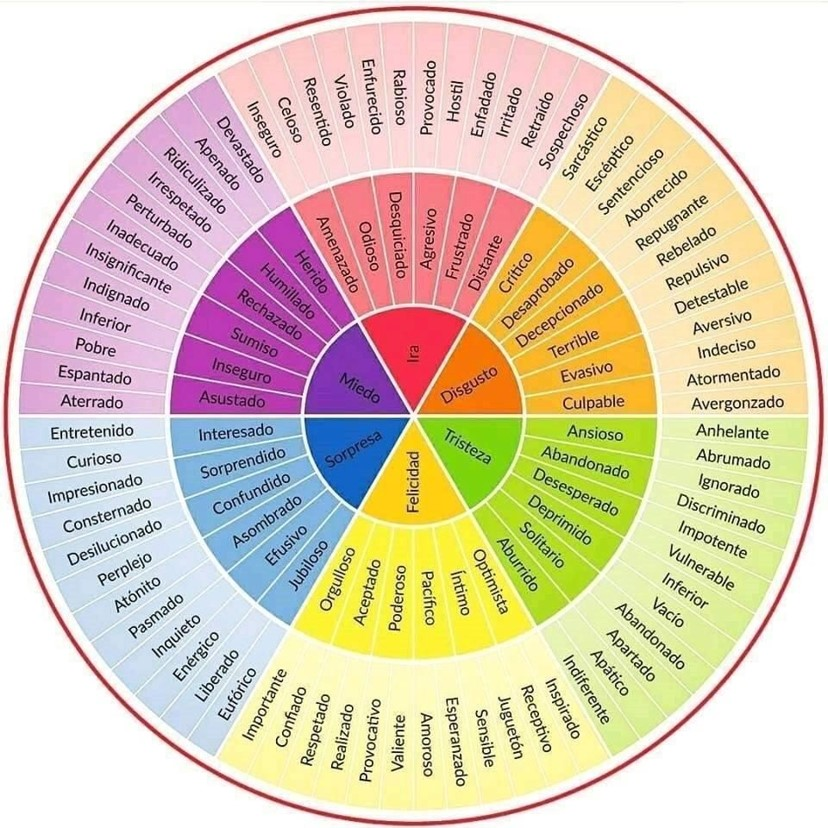 Ira
Disgusto
Tristeza
Felicidad
Sorpresa
Miedo
Amenazado
Odioso
Desquiciado
Agresivo
Frustrado
Distante
Crítico
Desaprobado
Decepcionado
Terrible
Evasivo
Culpable
Ansioso
Abandonado
Desesperado
Deprimido
Solitario
Aburrido
Optimista
Íntimo
Pacífico
Poderoso
Aceptado
Orgulloso
Jubiloso
Efusivo
Asombrado
Confundido
Sorprendido
Interesado
Asustado
Inseguro
Sumiso
Rechazado
Humillado
Herido
Inseguro
Celoso
Resentido
Violado
Enfurecido
Rabioso
Provocado
Hostil
Enfadado
Irritado
Retraído
Sospechoso
Sarcástico
Escéptico
Sentencioso
Aborrecido
Repugnante
Rebelado
Repulsivo
Detestable
Aversivo
Indeciso
Atormentado
Avergonzado
Anhelante
Abrumado
Ignorado
Discriminado
Impotente
Vulnerable
Inferior
Vacío
Abandonado
Apartado
Apático
Indiferente
Inspirado
Receptivo
Juguetón
Sensible
Esperanzado
Amoroso
Valiente
Provocativo
Realizado
Respetado
Confiado
Importante
Eufórico
Liberado
Enérgico
Inquieto
Pasmado
Atónito
Perplejo
Desilucionado
Consternado
Impresionado
Curioso
Entretenido
Aterrado
Espantado
Pobre
Inferior
Indignado
Insignificante
Inadecuado
Perturbado
Irrespetado
Ridiculizado
Apenado
Devastado